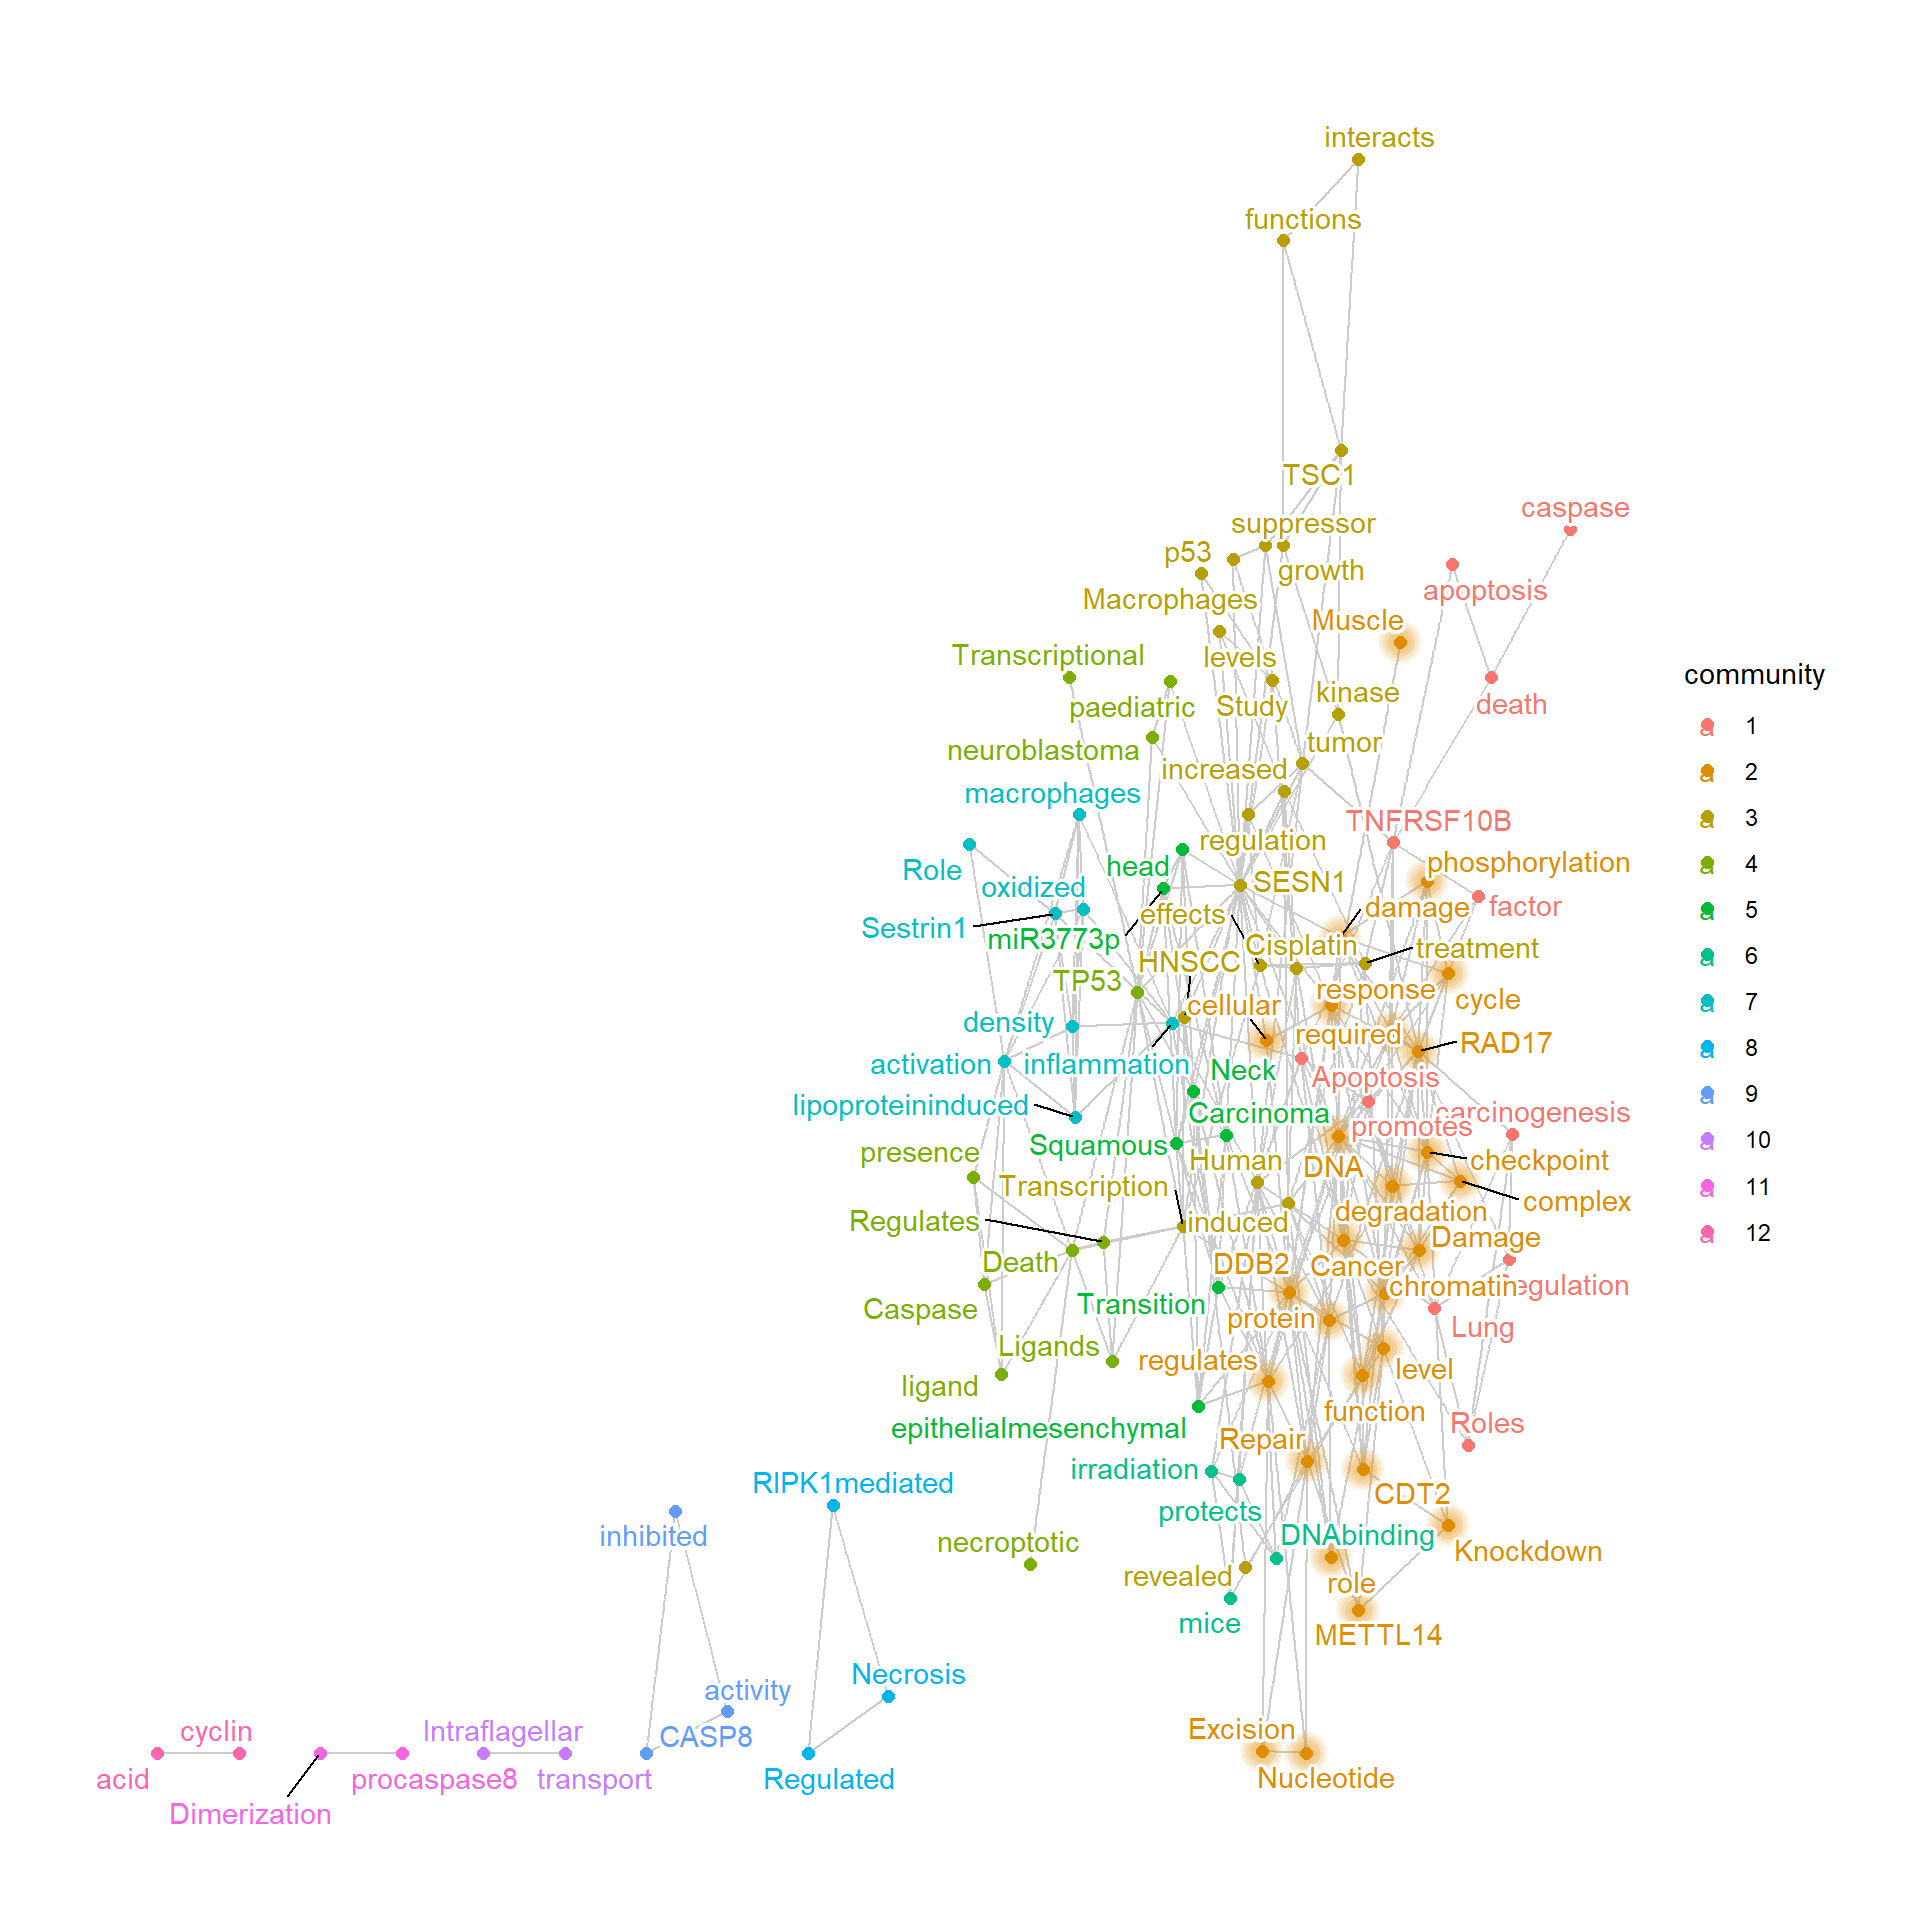 interacts
functions
TSC1
caspase
suppressor
p53
growth
apoptosis
Macrophages
Muscle
Transcriptional
levels
kinase
death
paediatric
Study
neuroblastoma
tumor
increased
macrophages
TNFRSF10B
regulation
phosphorylation
head
Role
oxidized
SESN1
damage
factor
effects
Sestrin1
miR3773p
Cisplatin
treatment
HNSCC
TP53
response
cycle
cellular
density
required
RAD17
activation
inflammation
Neck
Apoptosis
lipoproteininduced
Carcinoma
carcinogenesis
promotes
Squamous
presence
Human
DNA
checkpoint
Transcription
complex
Regulates
induced
degradation
Damage
Death
DDB2
Cancer
chromatin
egulation
Caspase
Transition
protein
Lung
Ligands
regulates
level
ligand
function
epithelialmesenchymal
Repair
Roles
irradiation
RIPK1mediated
CDT2
protects
inhibited
necroptotic
DNAbinding
Knockdown
revealed
role
mice
METTL14
Necrosis
activity
cyclin
Intraflagellar
CASP8
Excision
acid
procaspase8
transport
Regulated
Nucleotide
Dimerization
community
a 1
a 2
a 3
a 4
a 5
a 6
a 7
a 8
a 9
a 10
a 11
a 12